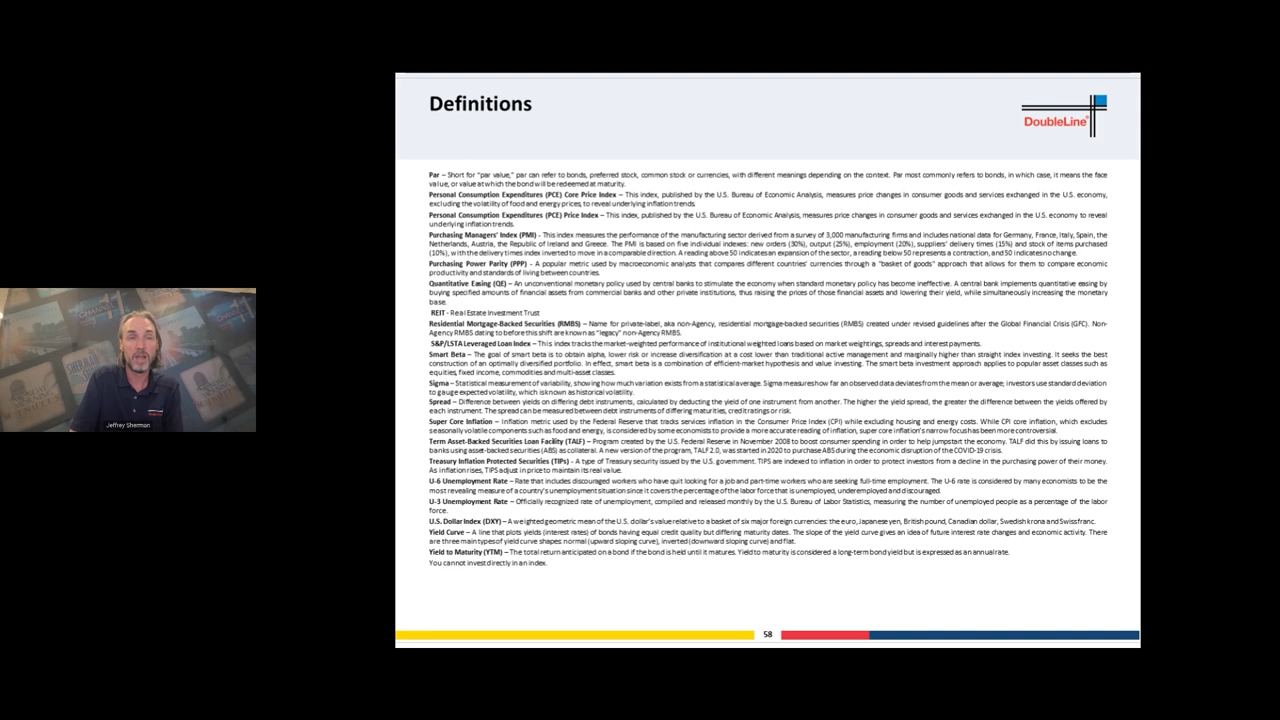 Definitions
DoubleLine®
Par – Short for "par value," par can refer to bonds, preferred stock, common stock or currencies, with different meanings depending on the context. Par most commonly refers to bonds, in which case, it means the face
value, or value at which the bond will be redeemed at maturity.
Personal Consumption Expenditures (PCE) Core Price Index – This index, published by the U.S. Bureau of Economic Analysis, measures price changes in consumer goods and services exchanged in the U.S. economy,
excluding the volatility of food and energy prices, to reveal underlying inflation trends.
Personal Consumption Expenditures (PCE) Price Index – This index, published by the U.S. Bureau of Economic Analysis, measures price changes in consumer goods and services exchanged in the U.S. economy to reveal
underlying inflation trends.
Purchasing Managers' Index (PMI) - This index measures the performance of the manufacturing sector derived from a survey of 3,000 manufacturing firms and includes national data for Germany, France, Italy, Spain, the
Netherlands, Austria, the Republic of Ireland and Greece. The PMI is based on five individual indexes: new orders (30%), output (25%), employment (20%), suppliers' delivery times (15%) and stock of items purchased
(10%), with the delivery times index inverted to move in a comparable direction. A reading above 50 indicates an expansion of the sector, a reading below 50 represents a contraction, and 50 indicates no change.
Purchasing Power Parity (PPP) - A popular metric used by macroeconomic analysts that compares different countries' currencies through a "basket of goods" approach that allows for them to compare economic
productivity and standards of living between countries.
Quantitative Easing (QE) – An unconventional monetary policy used by central banks to stimulate the economy when standard monetary policy has become ineffective. A central bank implements quantitative easing by
buying specified amounts of financial assets from commercial banks and other private institutions, thus raising the prices of those financial assets and lowering their yield, while simultaneously increasing the monetary
base.
REIT - Real Estate Investment Trust
Residential Mortgage-Backed Securities (RMBS) – Name for private-label, aka non-Agency, residential mortgage-backed securities (RMBS) created under revised guidelines after the Global Financial Crisis (GFC). Non-
Agency RMBS dating to before this shift are known as "legacy" non-Agency RMBS.
S&P/LSTA Leveraged Loan Index – This index tracks the market-weighted performance of institutional weighted loans based on market weightings, spreads and interest payments.
Smart Beta – The goal of smart beta is to obtain alpha, lower risk or increase diversification at a cost lower than traditional active management and marginally higher than straight index investing. It seeks the best
construction of an optimally diversified portfolio. In effect, smart beta is a combination of efficient-market hypothesis and value investing. The smart beta investment approach applies to popular asset classes such as
equities, fixed income, commodities and multi-asset classes.
Sigma – Statistical measurement of variability, showing how much variation exists from a statistical average. Sigma measures how far an observed data deviates from the mean or average; investors use standard deviation
to gauge expected volatility, which is known as historical volatility.
Spread – Difference between yields on differing debt instruments, calculated by deducting the yield of one instrument from another. The higher the yield spread, the greater the difference between the yields offered by
each instrument. The spread can be measured between debt instruments of differing maturities, credit ratings or risk.
Super Core Inflation – Inflation metric used by the Federal Reserve that tracks services inflation in the Consumer Price Index (CPI) while excluding housing and energy costs. While CPI core inflation, which excludes
seasonally volatile components such as food and energy, is considered by some economists to provide a more accurate reading of inflation, super core inflation's narrow focus has been more controversial.
Term Asset-Backed Securities Loan Facility (TALF) – Program created by the U.S. Federal Reserve in November 2008 to boost consumer spending in order to help jumpstart the economy. TALF did this by issuing loans to
banks using asset-backed securities (ABS) as collateral. A new version of the program, TALF 2.0, was started in 2020 to purchase ABS during the economic disruption of the COVID-19 crisis.
Treasury Inflation Protected Securities (TIPs) - A type of Treasury security issued by the U.S. government. TIPS are indexed to inflation in order to protect investors from a decline in the purchasing power of their money.
As inflation rises, TIPS adjust in price to maintain its real value.
U-6 Unemployment Rate – Rate that includes discouraged workers who have quit looking for a job and part-time workers who are seeking full-time employment. The U-6 rate is considered by many economists to be the
most revealing measure of a country's unemployment situation since it covers the percentage of the labor force that is unemployed, underemployed and discouraged.
U-3 Unemployment Rate – Officially recognized rate of unemployment, compiled and released monthly by the U.S. Bureau of Labor Statistics, measuring the number of unemployed people as a percentage of the labor
force.
U.S. Dollar Index (DXY) – A weighted geometric mean of the U.S. dollar's value relative to a basket of six major foreign currencies: the euro, Japanese yen, British pound, Canadian dollar, Swedish krona and Swiss franc.
Yield Curve – A line that plots yields (interest rates) of bonds having equal credit quality but differing maturity dates. The slope of the yield curve gives an idea of future interest rate changes and economic activity. There
are three main types of yield curve shapes: normal (upward sloping curve), inverted (downward sloping curve) and flat.
Yield to Maturity (YTM) – The total return anticipated on a bond if the bond is held until it matures. Yield to maturity is considered a long-term bond yield but is expressed as an annual rate.
You cannot invest directly in an index.
58
Jeffrey Sherman